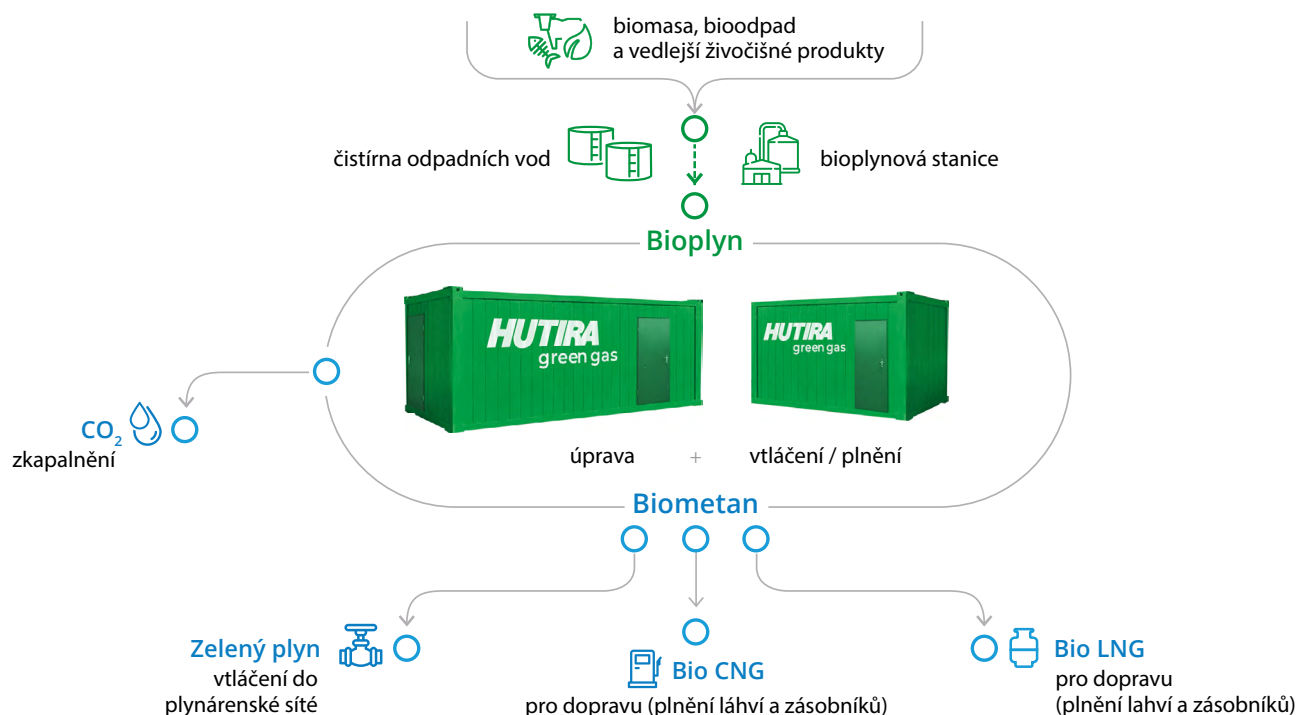 biomasa, bioodpad
a vedlejší živočišné produkty
čistírna odpadních vod
bioplynová stanice
Bioplyn
HUTIRA
green gas
HUTIRA
green gas
CO₂
zkapalnění
úprava + vtláčení / plnění
Biometan
Zelený plyn
vtláčení do
plynárenské síté
Bio CNG
pro dopravu (plnění láhví a zásobníků)
Bio LNG
pro dopravu
(plnění lahví a zásobníků)